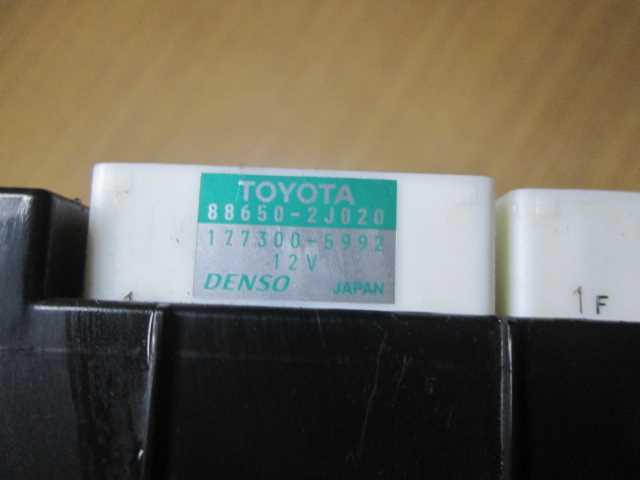 TOYOTA
88650-2J020
177300-5992
12V
DENSO JAPAN
1F